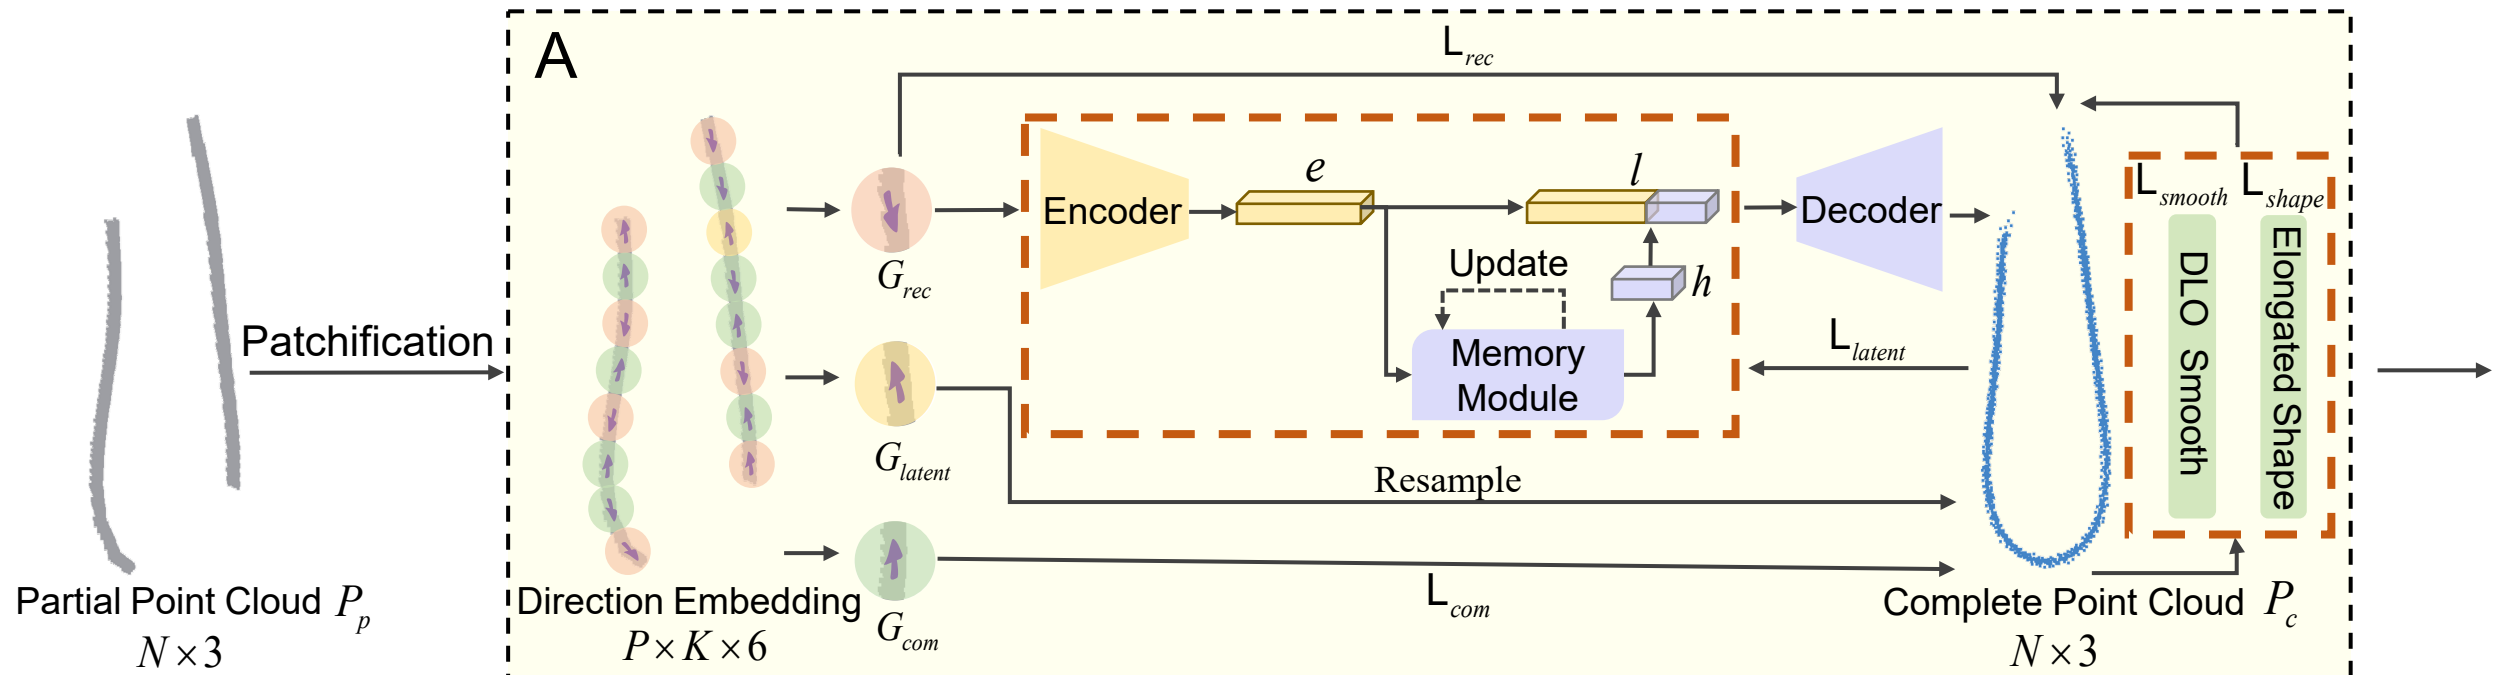 A
L_rec
Patchification
G_rec
G_latent
G_com
Encoder
e
l
h
Update
Memory
Module
Decoder
L_latent
Resample
L_com
L_smooth
L_shape
DLO Smooth
Elongated Shape
Partial Point Cloud P_p
N×3
Direction Embedding
P×K×6
Complete Point Cloud P_c
N×3